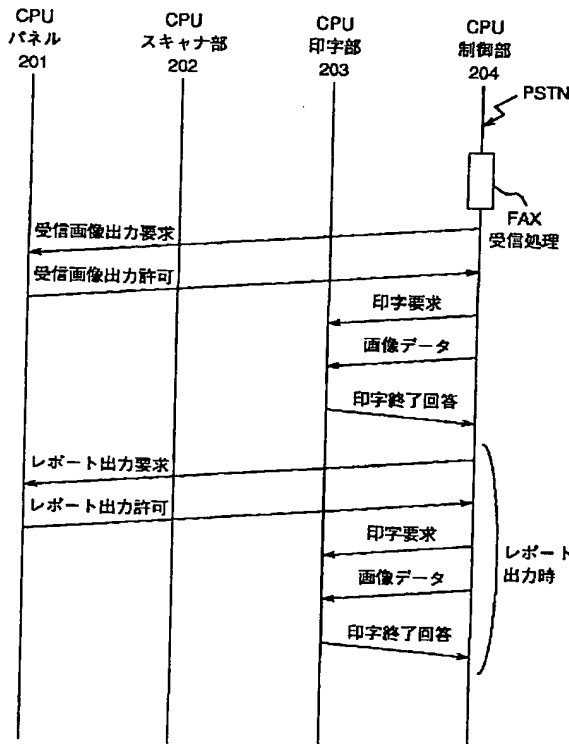 CPU
パネル
201
CPU
スキャナ部
202
CPU
印字部
203
CPU
制御部
204
PSTN
FAX
受信処理
受信画像出力要求
受信画像出力許可
印字要求
画像データ
印字終了回答
レポート出力要求
レポート出力許可
印字要求
画像データ
印字終了回答
レポート
出力時